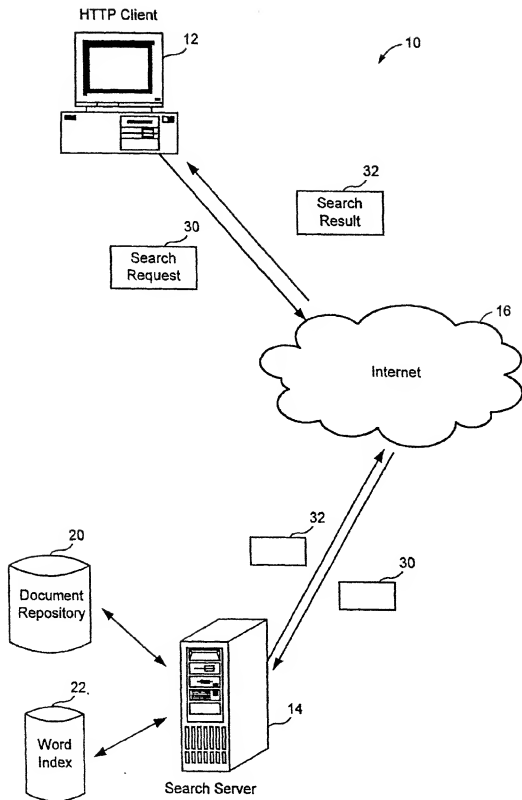 HTTP Client
12
10
32
Search
Result
30
Search
Request
16
Internet
32
30
20
Document
Repository
22
Word
Index
14
Search Server